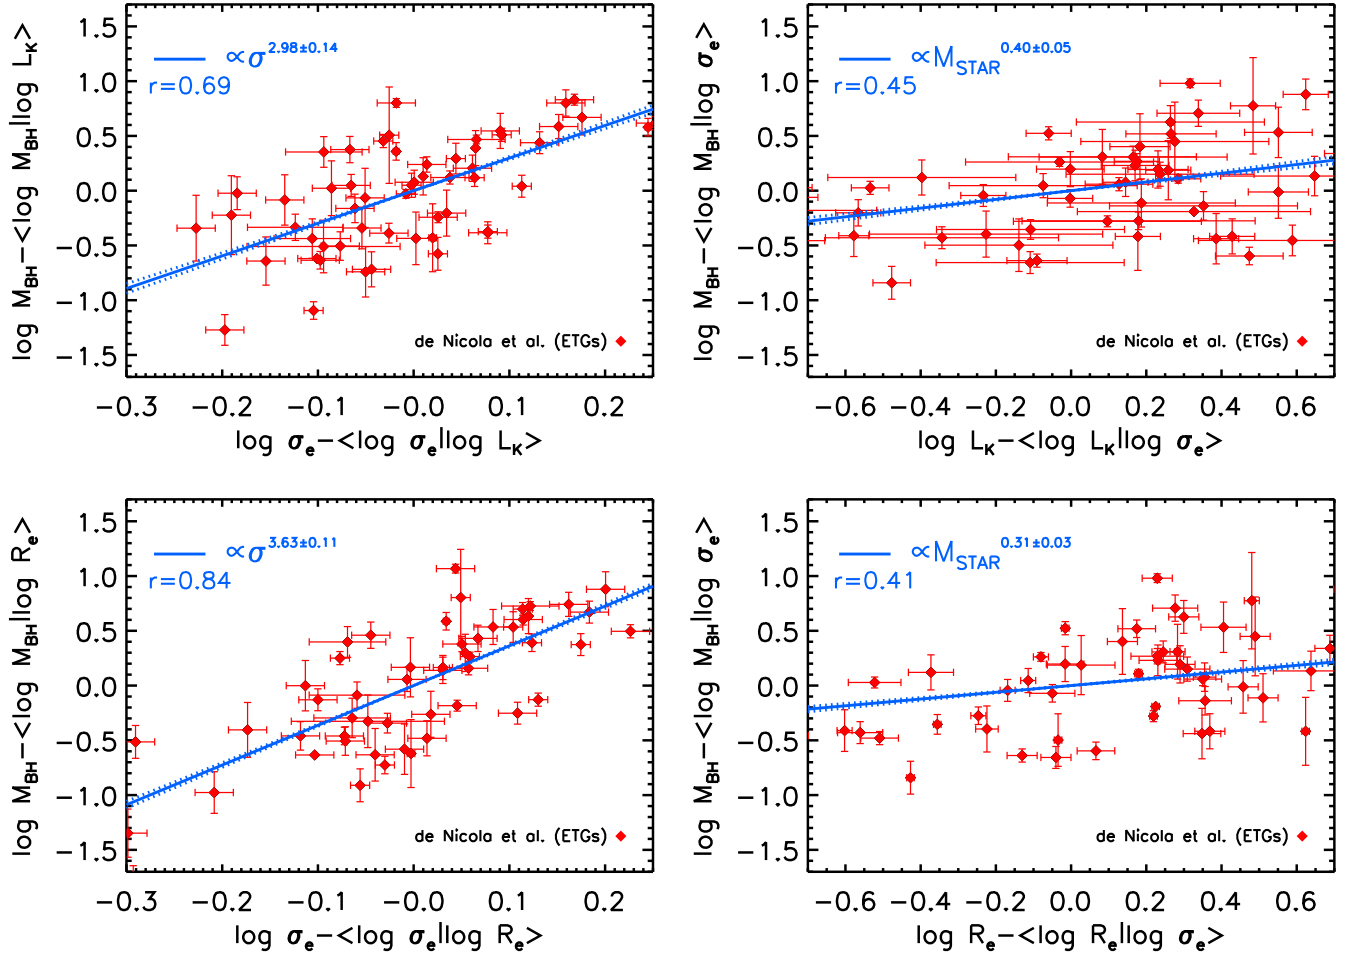 log M_BH−<log M_BH|log L_K>
1.5
1.0
0.5
0.0
−0.5
−1.0
−1.5
∝σ^2.98±0.14
r=0.69
de Nicola et al. (ETGs)
−0.3 −0.2 −0.1 −0.0 0.1 0.2
log σ_e−<log σ_e|log L_K>
log M_BH−<log M_BH|log σ_e>
1.5
1.0
0.5
0.0
−0.5
−1.0
−1.5
∝M_STAR^0.40±0.05
r=0.45
de Nicola et al. (ETGs)
−0.6 −0.4 −0.2 0.0 0.2 0.4 0.6
log L_K−<log L_K|log σ_e>
log M_BH−<log M_BH|log R_e>
1.5
1.0
0.5
0.0
−0.5
−1.0
−1.5
∝σ^3.63±0.11
r=0.84
de Nicola et al. (ETGs)
−0.3 −0.2 −0.1 −0.0 0.1 0.2
log σ_e−<log σ_e|log R_e>
log M_BH−<log M_BH|log σ_e>
1.5
1.0
0.5
0.0
−0.5
−1.0
−1.5
∝M_STAR^0.31±0.03
r=0.41
de Nicola et al. (ETGs)
−0.6 −0.4 −0.2 0.0 0.2 0.4 0.6
log R_e−<log R_e|log σ_e>